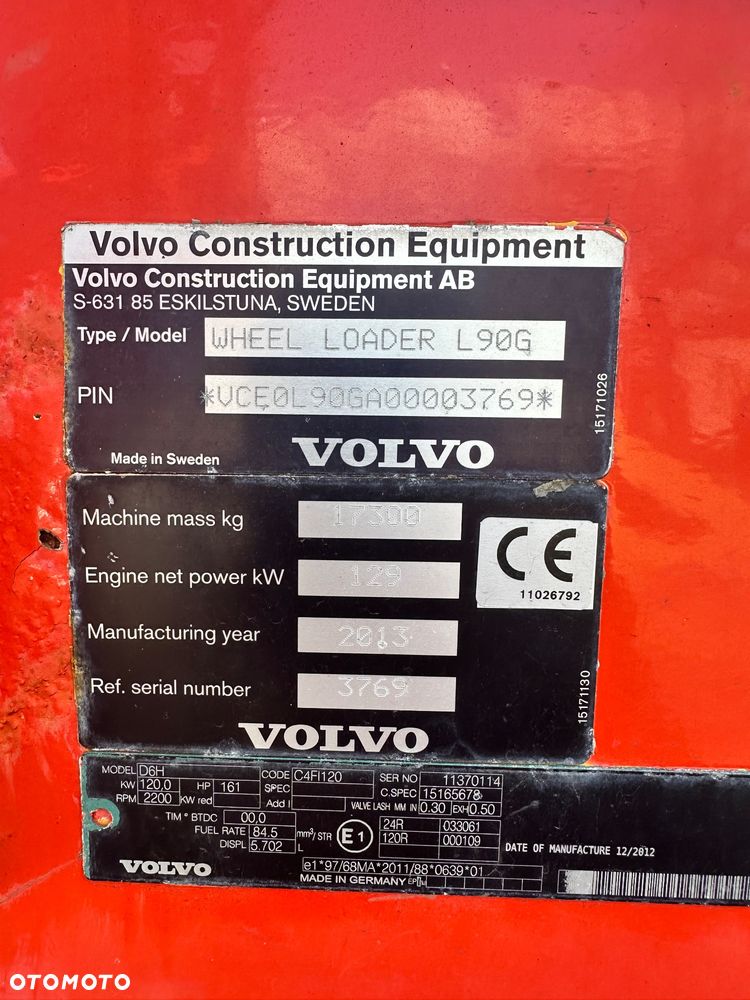 Volvo Construction Equipment
Volvo Construction Equipment AB
S-631 85 ESKILSTUNA, SWEDEN
Type / Model WHEEL LOADER L90G
PIN *VCE0L90GA00003769*
15171026
Made in Sweden VOLVO
Machine mass kg 17300
Engine net power kW 129
CE
11026792
Manufacturing year 2013
Ref. serial number 3769
15171130
VOLVO
MODEL D6H CODE C4FI120 SER NO 11370114
KW 120,0 HP 161 SPEC C.SPEC 15165678
RPM 2200 KW red Add I VALVE LASH MM IN 0.30 EXH 0.50
TIM ° BTDC 00,0
FUEL RATE 84.5 mm³/STR E1 24R 033061
DISPL 5.702 L 120R 000109
DATE OF MANUFACTURE 12/2012
VOLVO e1*97/68MA*2011/88*0639*01
MADE IN GERMANY
OTOMOTO